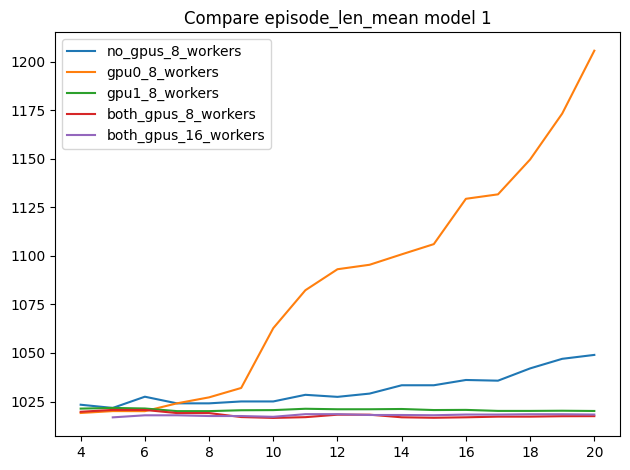 Compare episode_len_mean model 1
no_gpus_8_workers
gpu0_8_workers
gpu1_8_workers
both_gpus_8_workers
both_gpus_16_workers
1200
1175
1150
1125
1100
1075
1050
1025
4 6 8 10 12 14 16 18 20